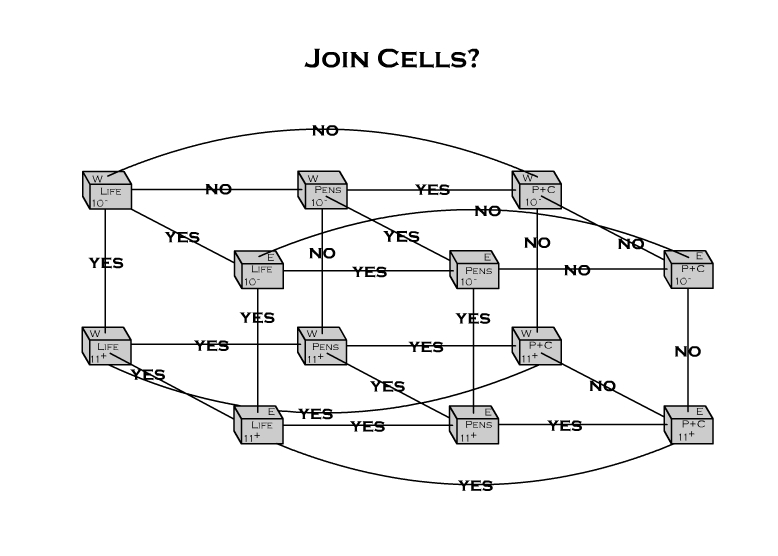 JOIN CELLS?
NO
W
LIFE
10-
NO
W
PENS
10-
YES
W
P+C
10-
NO
YES
YES
NO
NO
YES
NO
E
LIFE
10-
YES
E
PENS
10-
NO
E
P+C
10-
YES
YES
W
LIFE
11+
YES
W
PENS
11+
YES
W
P+C
11+
NO
YES
YES
NO
YES
E
LIFE
11+
YES
E
PENS
11+
YES
E
P+C
11+
YES